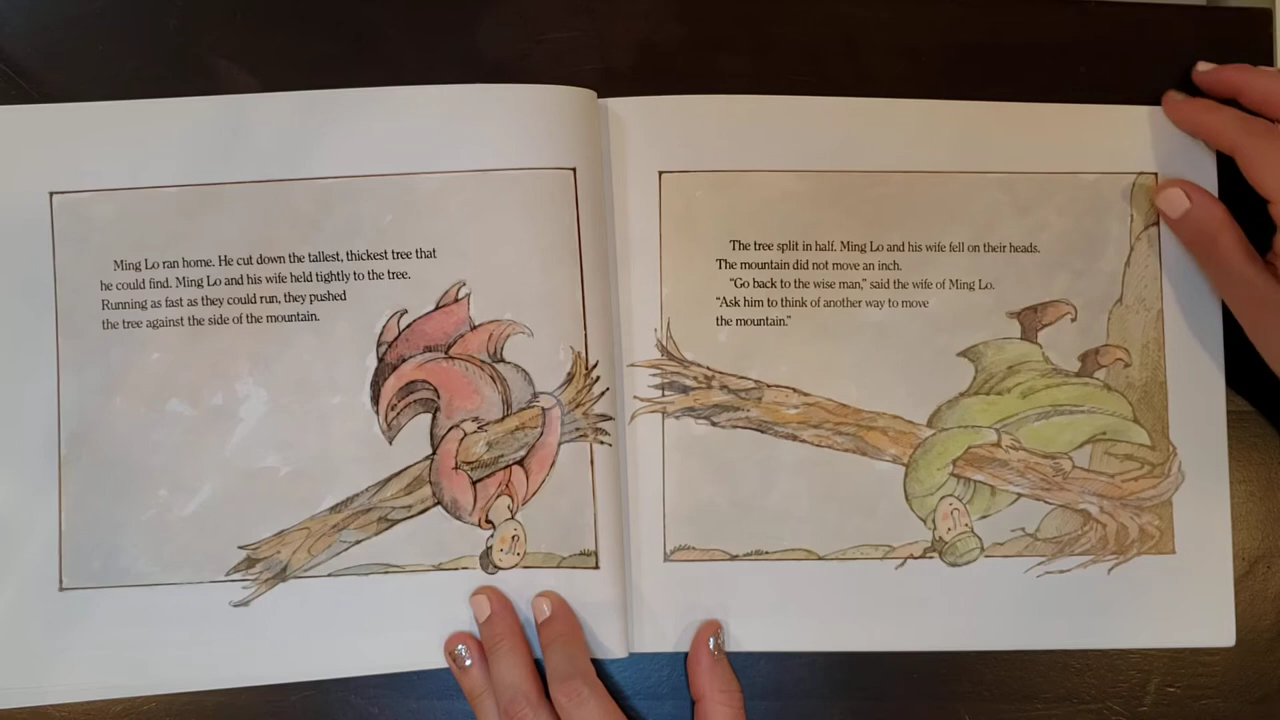 Ming Lo ran home. He cut down the tallest, thickest tree that
he could find. Ming Lo and his wife held tightly to the tree.
Running as fast as they could run, they pushed
the tree against the side of the mountain.
The tree split in half. Ming Lo and his wife fell on their heads.
The mountain did not move an inch.
“Go back to the wise man,” said the wife of Ming Lo.
“Ask him to think of another way to move
the mountain.”